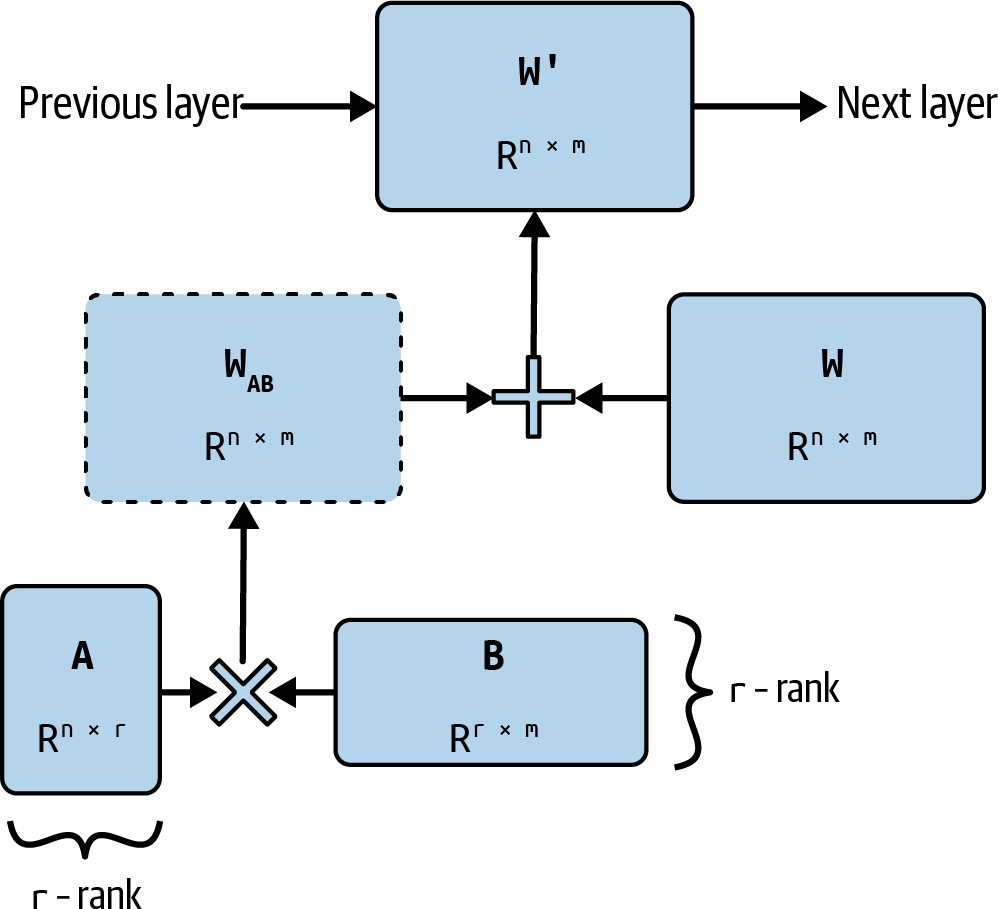 W'
Previous layer
Next layer
Rⁿ ˣ ᵐ
W_AB
W
Rⁿ ˣ ᵐ
Rⁿ ˣ ᵐ
A
B
Rⁿ ˣ ʳ
Rʳ ˣ ᵐ
r – rank
r – rank